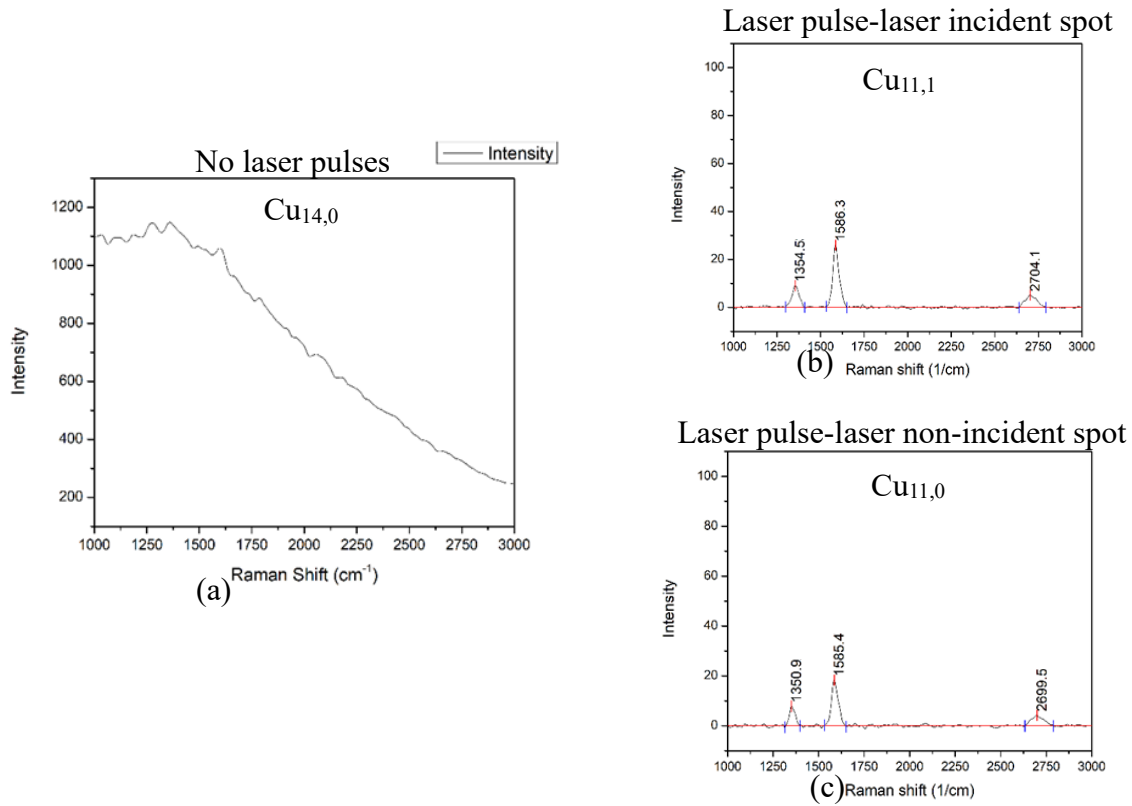 No laser pulses
Intensity
Cu14,0
1200
1000
800
600
400
200
Intensity
1000 1250 1500 1750 2000 2250 2500 2750 3000
Raman Shift (cm-1)
(a)
Laser pulse-laser incident spot
Cu11,1
100
80
60
40
20
0
Intensity
1354.5
1586.3
2704.1
1000 1250 1500 1750 2000 2250 2500 2750 3000
(b) Raman shift (1/cm)
Laser pulse-laser non-incident spot
Cu11,0
100
80
60
40
20
0
Intensity
1350.9
1585.4
2699.5
1000 1250 1500 1750 2000 2250 2500 2750 3000
(c) Raman shift (1/cm)